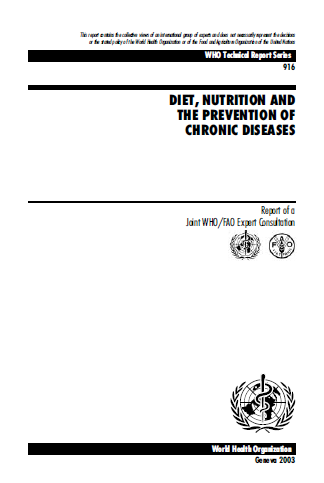 This report contains the collective views of an international group of experts and does not necessarily represent the decisions
or the stated policy of the World Health Organization or of the Food and Agriculture Organization of the United Nations
WHO Technical Report Series
916
DIET, NUTRITION AND
THE PREVENTION OF
CHRONIC DISEASES
Report of a
Joint WHO/FAO Expert Consultation
F A O
World Health Organization
Geneva 2003